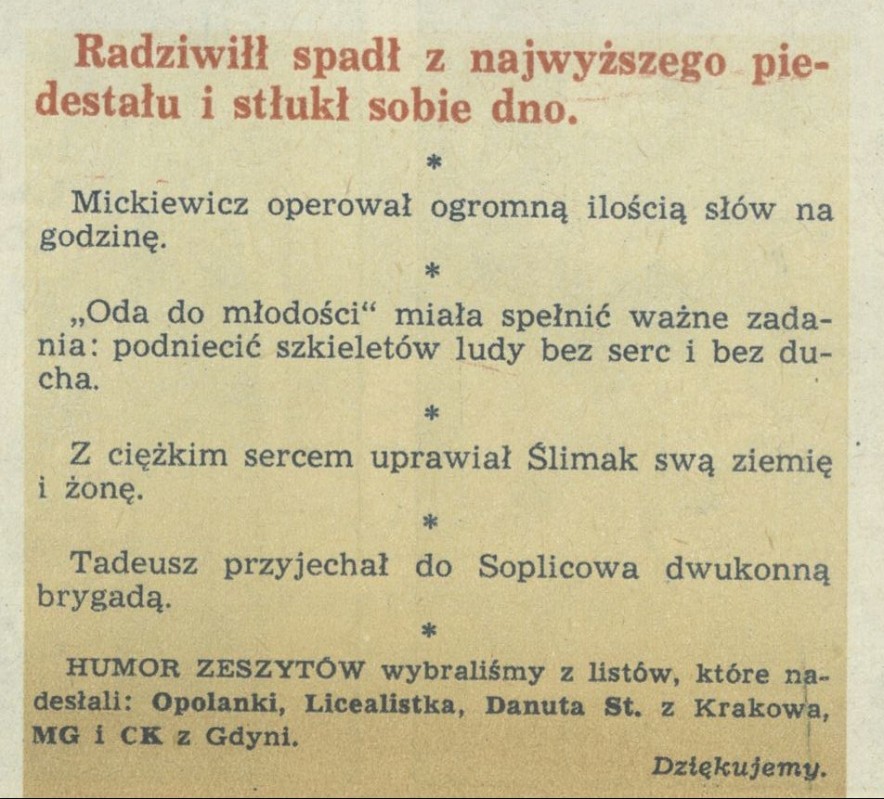 Radziwiłł spadł z najwyższego pie-
destału i stłukł sobie dno.
*
Mickiewicz operował ogromną ilością słów na
godzinę.
*
„Oda do młodości“ miała spełnić ważne zada-
nia: podniecić szkieletów ludy bez serc i bez du-
cha.
*
Z ciężkim sercem uprawiał Ślimak swą ziemię
i żonę.
*
Tadeusz przyjechał do Soplicowa dwukonną
brygadą.
*
HUMOR ZESZYTÓW wybraliśmy z listów, które na-
desłali: Opolanki, Licealistka, Danuta St. z Krakowa,
MG i CK z Gdyni.
Dziękujemy.